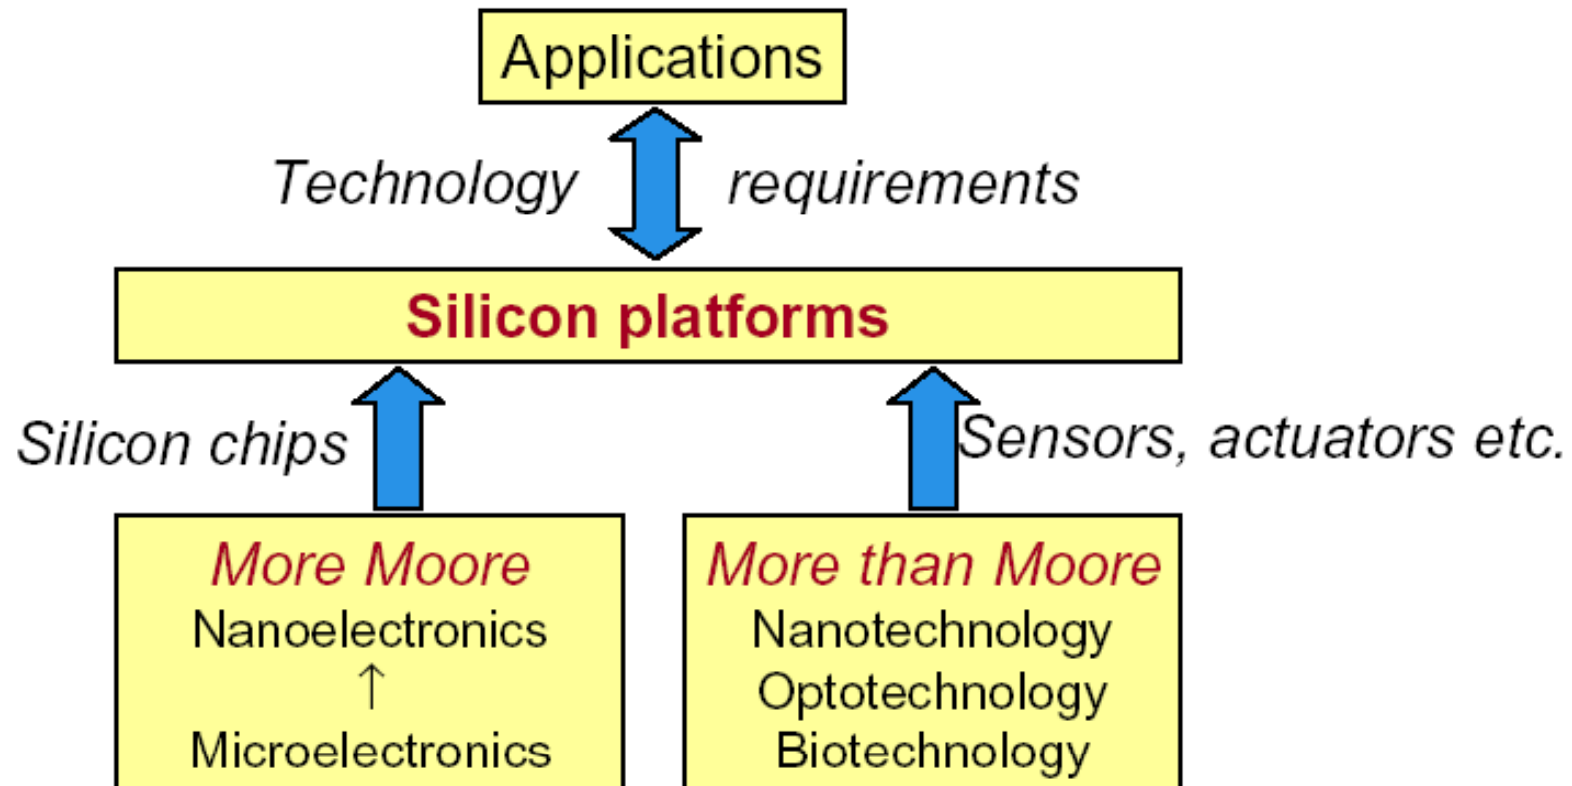 Applications
Technology requirements
Silicon platforms
Silicon chips
Sensors, actuators etc.
More Moore
Nanoelectronics
↑
Microelectronics
More than Moore
Nanotechnology
Optotechnology
Biotechnology